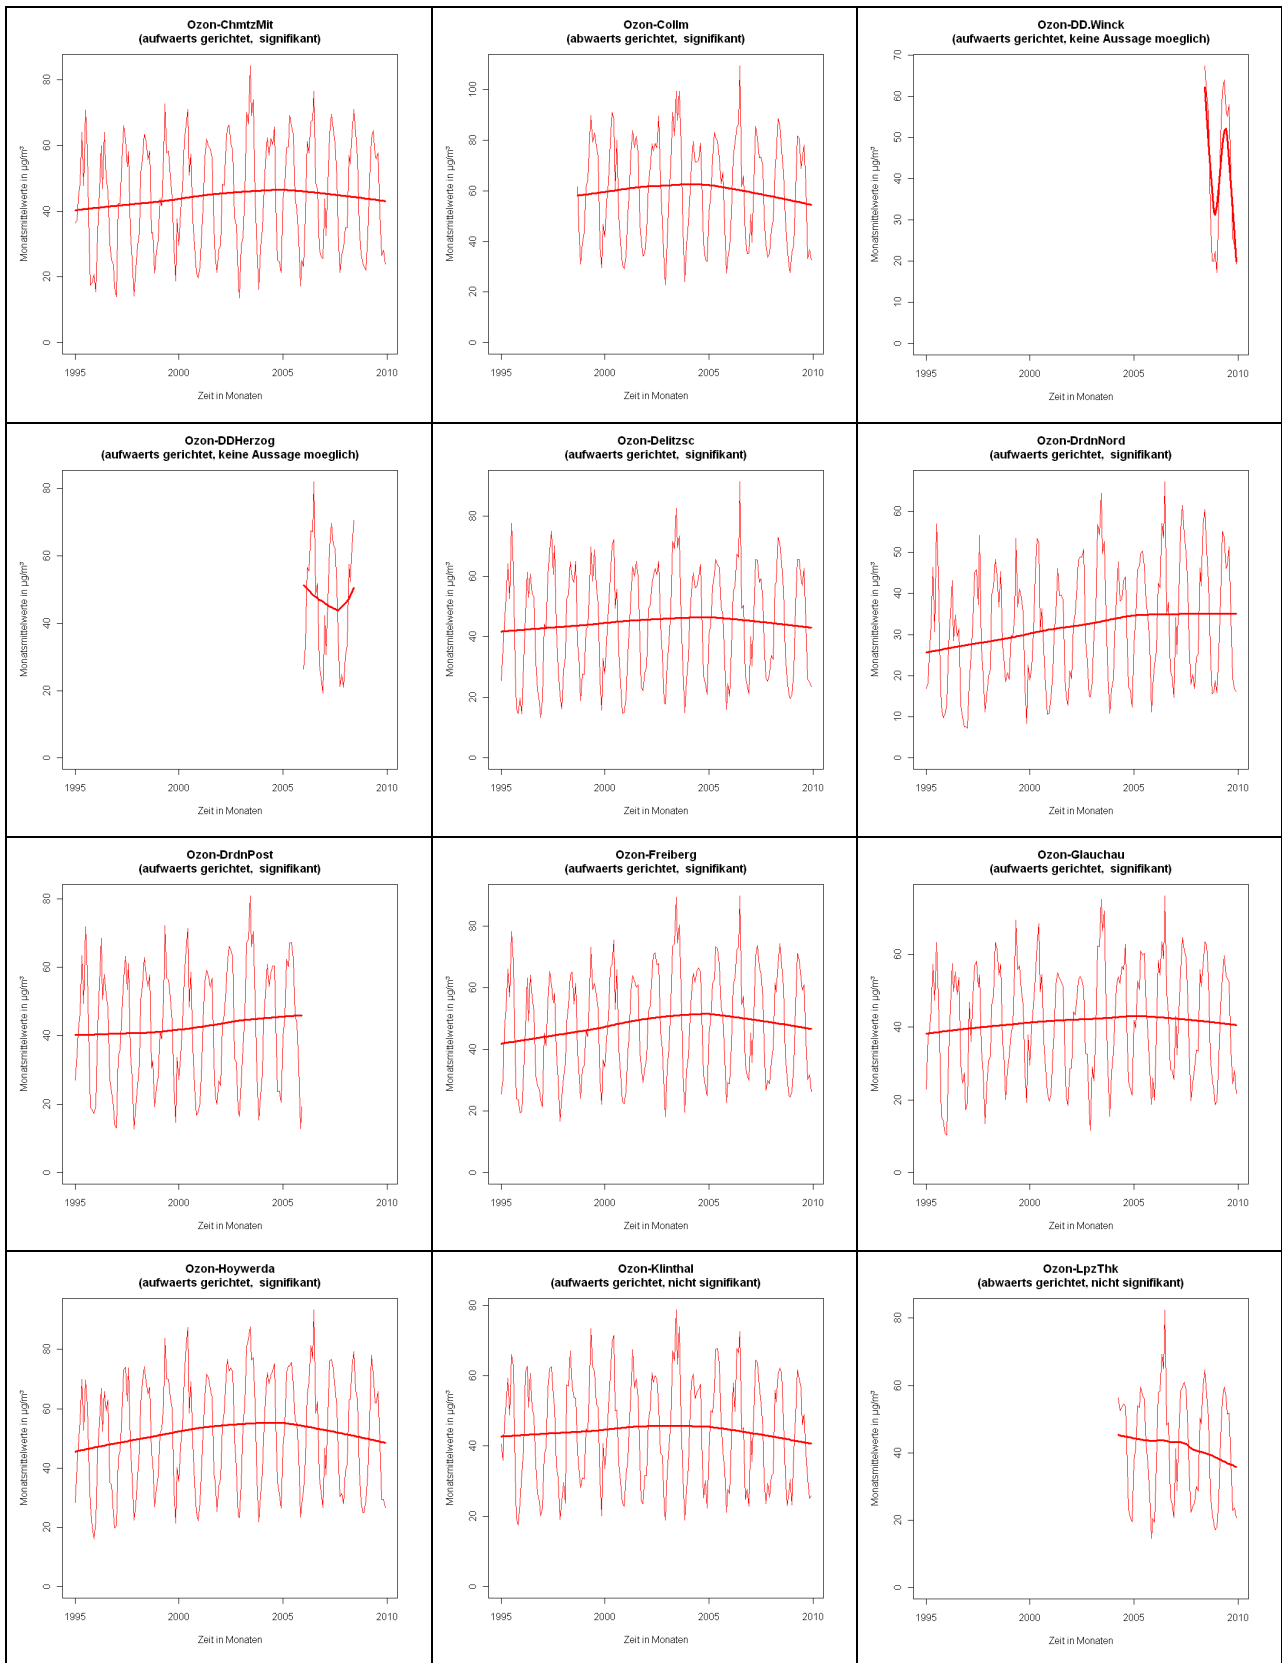 Ozon-ChmtzMit
(aufwaerts gerichtet, signifikant)
Monatsmittelwerte in µg/m³
0 20 40 60 80
1995 2000 2005 2010
Zeit in Monaten
Ozon-Collm
(abwaerts gerichtet, signifikant)
Monatsmittelwerte in µg/m³
0 20 40 60 80 100
1995 2000 2005 2010
Zeit in Monaten
Ozon-DD.Winck
(aufwaerts gerichtet, keine Aussage moeglich)
Monatsmittelwerte in µg/m³
0 10 20 30 40 50 60 70
1995 2000 2005 2010
Zeit in Monaten
Ozon-DDHerzog
(aufwaerts gerichtet, keine Aussage moeglich)
Monatsmittelwerte in µg/m³
0 20 40 60 80
1995 2000 2005 2010
Zeit in Monaten
Ozon-Delitzsc
(aufwaerts gerichtet, signifikant)
Monatsmittelwerte in µg/m³
0 20 40 60 80
1995 2000 2005 2010
Zeit in Monaten
Ozon-DrdnNord
(aufwaerts gerichtet, signifikant)
Monatsmittelwerte in µg/m³
0 10 20 30 40 50 60
1995 2000 2005 2010
Zeit in Monaten
Ozon-DrdnPost
(aufwaerts gerichtet, signifikant)
Monatsmittelwerte in µg/m³
0 20 40 60 80
1995 2000 2005 2010
Zeit in Monaten
Ozon-Freiberg
(aufwaerts gerichtet, signifikant)
Monatsmittelwerte in µg/m³
0 20 40 60 80
1995 2000 2005 2010
Zeit in Monaten
Ozon-Glauchau
(aufwaerts gerichtet, signifikant)
Monatsmittelwerte in µg/m³
0 20 40 60
1995 2000 2005 2010
Zeit in Monaten
Ozon-Hoywerda
(aufwaerts gerichtet, signifikant)
Monatsmittelwerte in µg/m³
0 20 40 60 80
1995 2000 2005 2010
Zeit in Monaten
Ozon-Klinthal
(aufwaerts gerichtet, nicht signifikant)
Monatsmittelwerte in µg/m³
0 20 40 60 80
1995 2000 2005 2010
Zeit in Monaten
Ozon-LpzThk
(abwaerts gerichtet, nicht signifikant)
Monatsmittelwerte in µg/m³
0 20 40 60 80
1995 2000 2005 2010
Zeit in Monaten